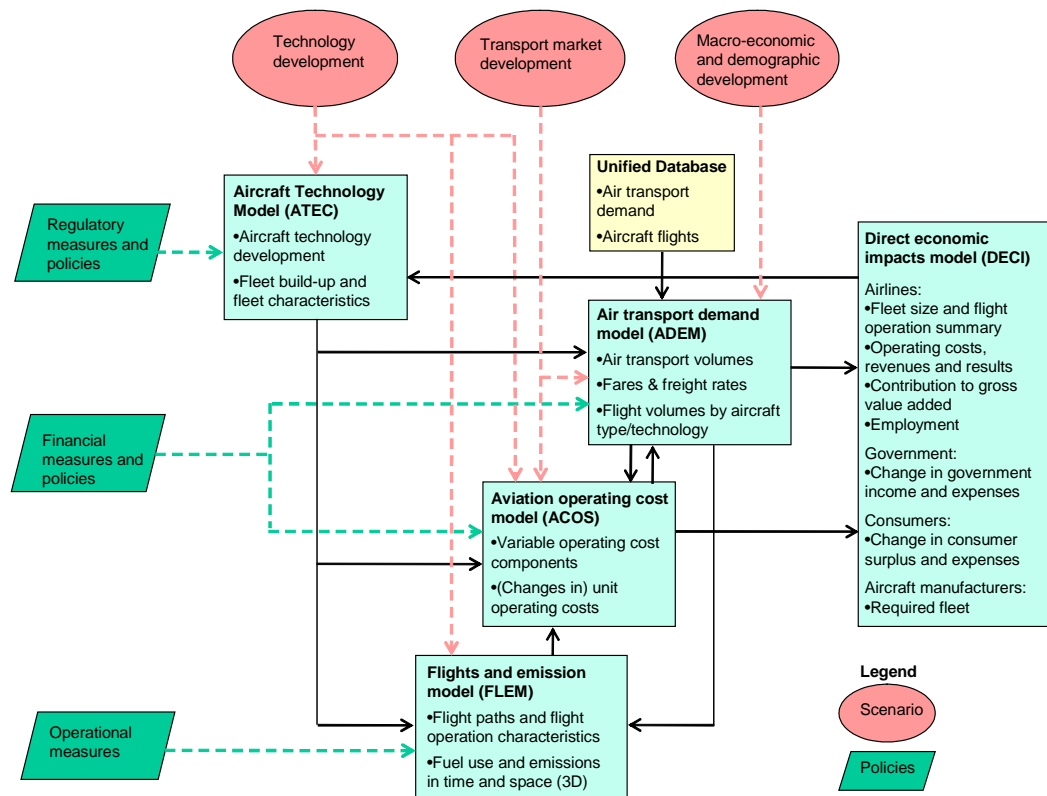 Technology
development
Transport market
development
Macro-economic
and demographic
development
Unified Database
•Air transport
demand
•Aircraft flights
Aircraft Technology
Model (ATEC)
•Aircraft technology
development
•Fleet build-up and
fleet characteristics
Regulatory
measures and
policies
Direct economic
impacts model (DECI)
Airlines:
•Fleet size and flight
operation summary
•Operating costs,
revenues and results
•Contribution to gross
value added
•Employment
Government:
•Change in government
income and expenses
Consumers:
•Change in consumer
surplus and expenses
Aircraft manufacturers:
•Required fleet
Air transport demand
model (ADEM)
•Air transport volumes
•Fares & freight rates
•Flight volumes by aircraft
type/technology
Financial
measures and
policies
Aviation operating cost
model (ACOS)
•Variable operating cost
components
•(Changes in) unit
operating costs
Flights and emission
model (FLEM)
•Flight paths and flight
operation characteristics
•Fuel use and emissions
in time and space (3D)
Operational
measures
Legend
Scenario
Policies